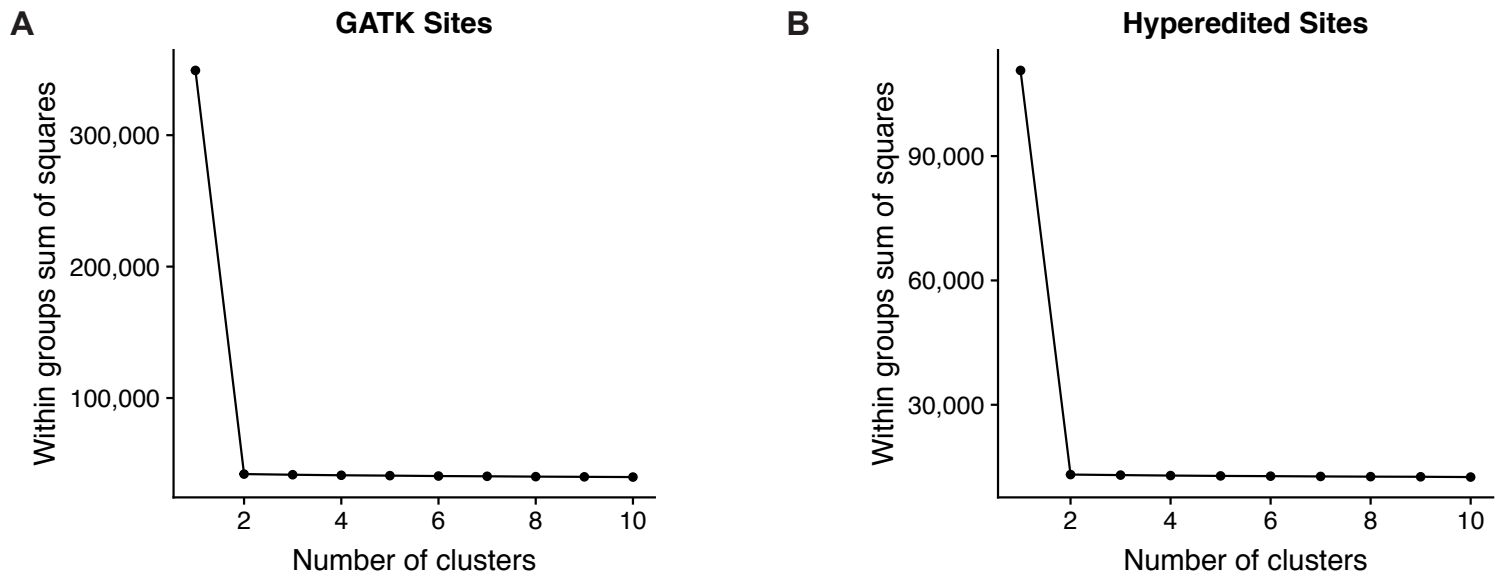 A
GATK Sites
Within groups sum of squares
300,000
200,000
100,000
2 4 6 8 10
Number of clusters
B
Hyperedited Sites
Within groups sum of squares
90,000
60,000
30,000
2 4 6 8 10
Number of clusters